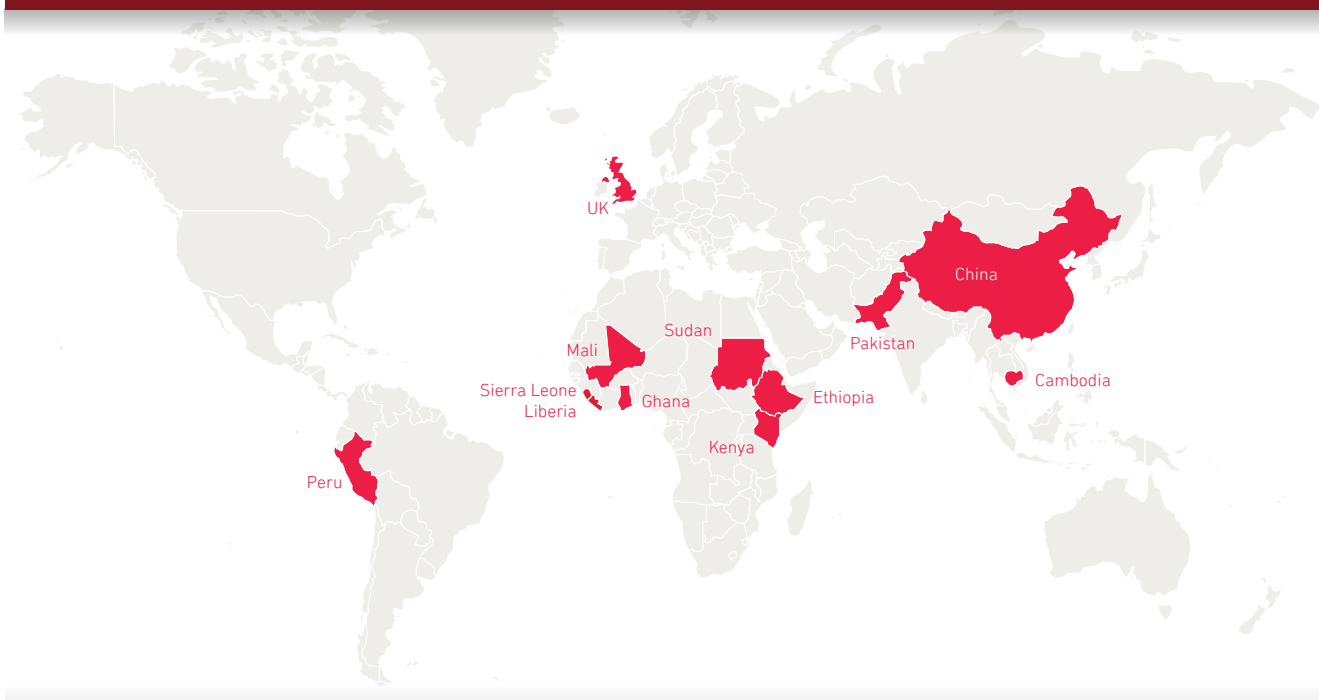 UK
China
Sudan
Pakistan
Mali
Cambodia
Sierra Leone
Liberia
Ghana
Ethiopia
Kenya
Peru